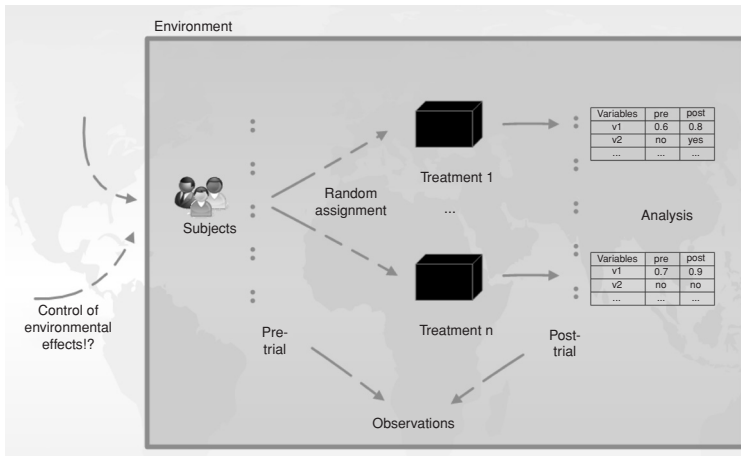 Environment
Variables pre post
v1 0.6 0.8
v2 no yes
... ... ...
Treatment 1
Random
assignment
...
Subjects
Analysis
Variables pre post
v1 0.7 0.9
v2 no no
... ... ...
Control of
environmental
effects!?
Treatment n
Pre-
trial
Post-
trial
Observations